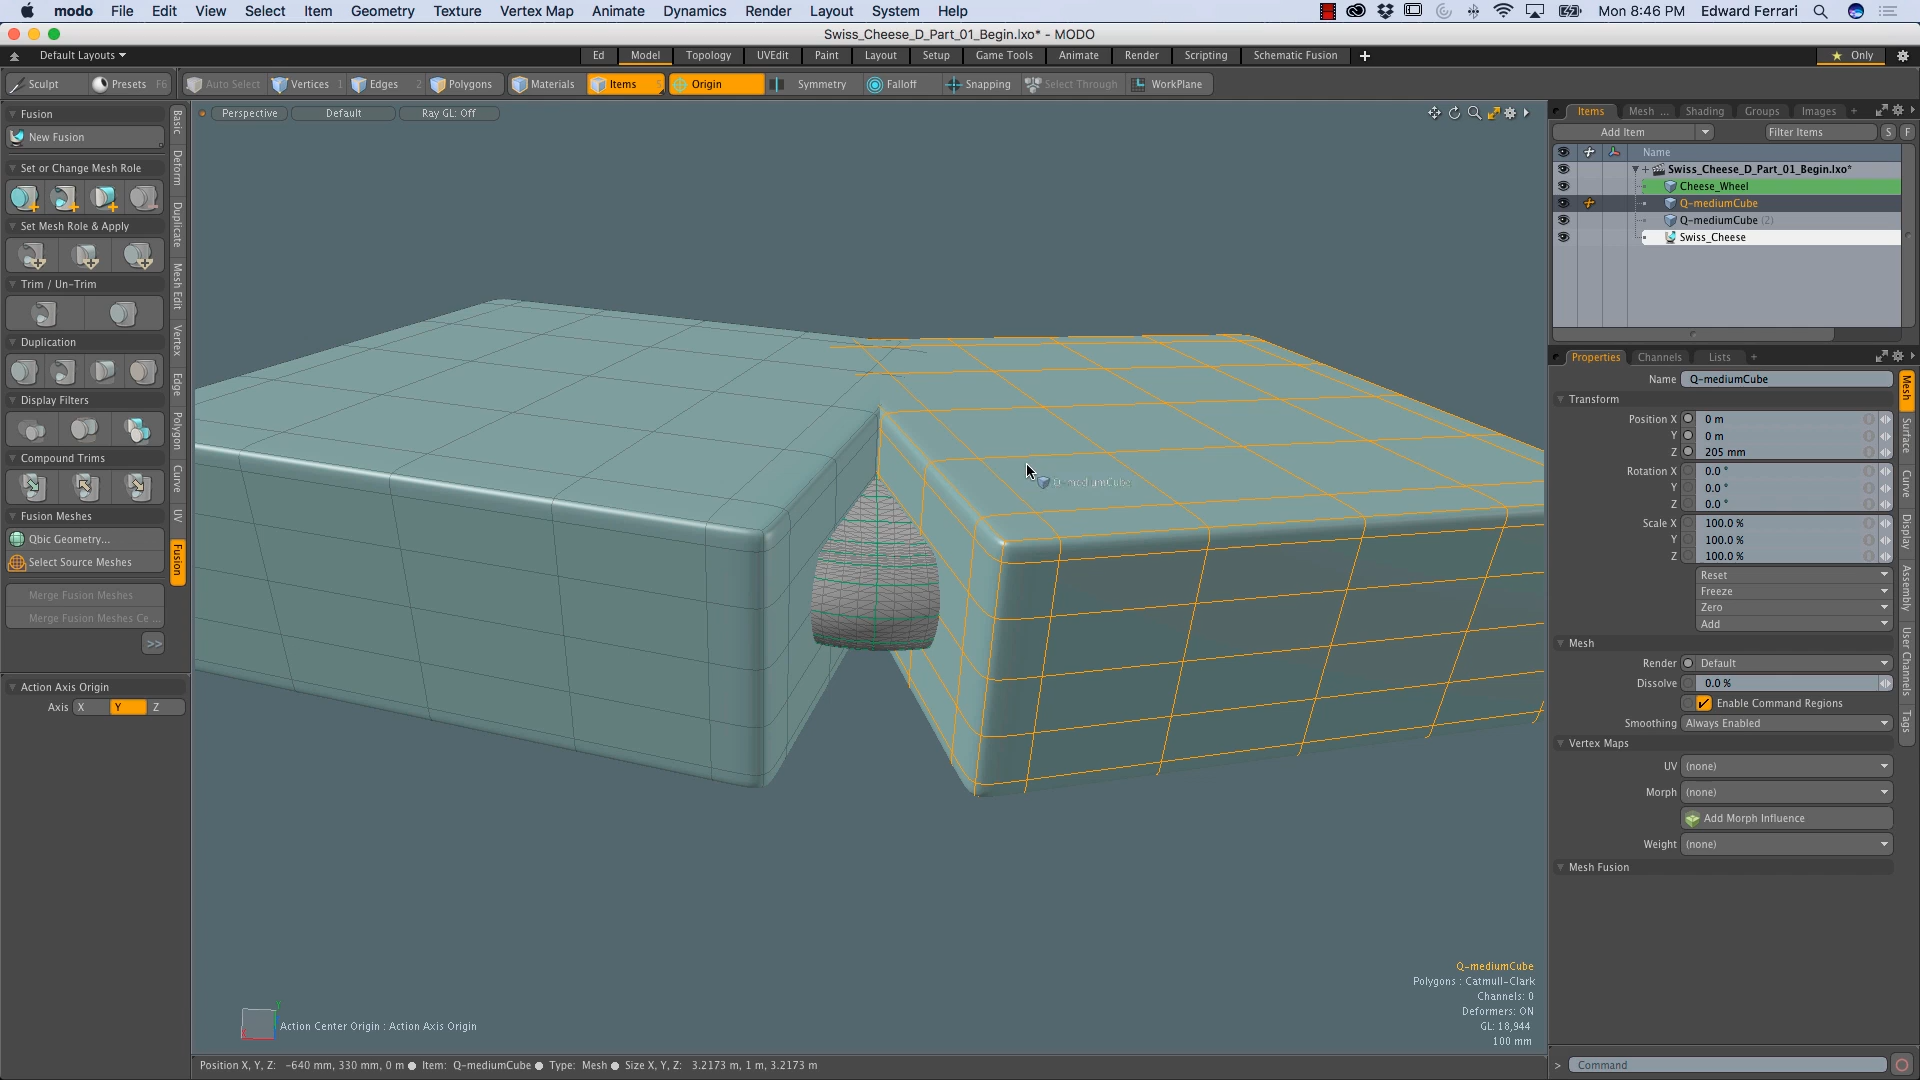 modo File Edit View Select Item Geometry Texture Vertex Map Animate Dynamics Render Layout System Help Mon 8:46 PM Edward Ferrari
Swiss_Cheese_D_Part_01_Begin.lxo* - MODO
Default Layouts Ed Model Topology UVEdit Paint Layout Setup Game Tools Animate Render Scripting Schematic Fusion + Only
Sculpt Presets F6 Auto Select Vertices 1 Edges 2 Polygons Materials Items 5 Origin Symmetry Falloff Snapping Select Through WorkPlane
Fusion
New Fusion
Set or Change Mesh Role
Set Mesh Role & Apply
Trim / Un-Trim
Duplication
Display Filters
Compound Trims
Fusion Meshes
Qbic Geometry...
Select Source Meshes
Merge Fusion Meshes
Merge Fusion Meshes Ce ...
>>
Action Axis Origin
Axis X Y Z
Basic
Deform
Duplicate
Mesh Edit
Vertex
Edge
Polygon
Curve
UV
Fusion
Perspective Default Ray GL: Off
Q-mediumCube
Q-mediumCube
Polygons : Catmull-Clark
Channels: 0
Deformers: ON
GL: 18,944
100 mm
Action Center Origin : Action Axis Origin
Position X, Y, Z: -640 mm, 330 mm, 0 m Item: Q-mediumCube Type: Mesh Size X, Y, Z: 3.2173 m, 1 m, 3.2173 m
Items Mesh ... Shading Groups Images +
Add Item Filter Items S F
Name
Swiss_Cheese_D_Part_01_Begin.lxo*
Cheese_Wheel
Q-mediumCube
Q-mediumCube (2)
Swiss_Cheese
Properties Channels Lists +
Name Q-mediumCube
Transform
Position X 0 m
Y 0 m
Z 205 mm
Rotation X 0.0 °
Y 0.0 °
Z 0.0 °
Scale X 100.0 %
Y 100.0 %
Z 100.0 %
Reset
Freeze
Zero
Add
Mesh
Render Default
Dissolve 0.0 %
Enable Command Regions
Smoothing Always Enabled
Vertex Maps
UV (none)
Morph (none)
Add Morph Influence
Weight (none)
Mesh Fusion
Mesh
Surface
Curve
Display
Assembly
User Channels
Tags
> Command